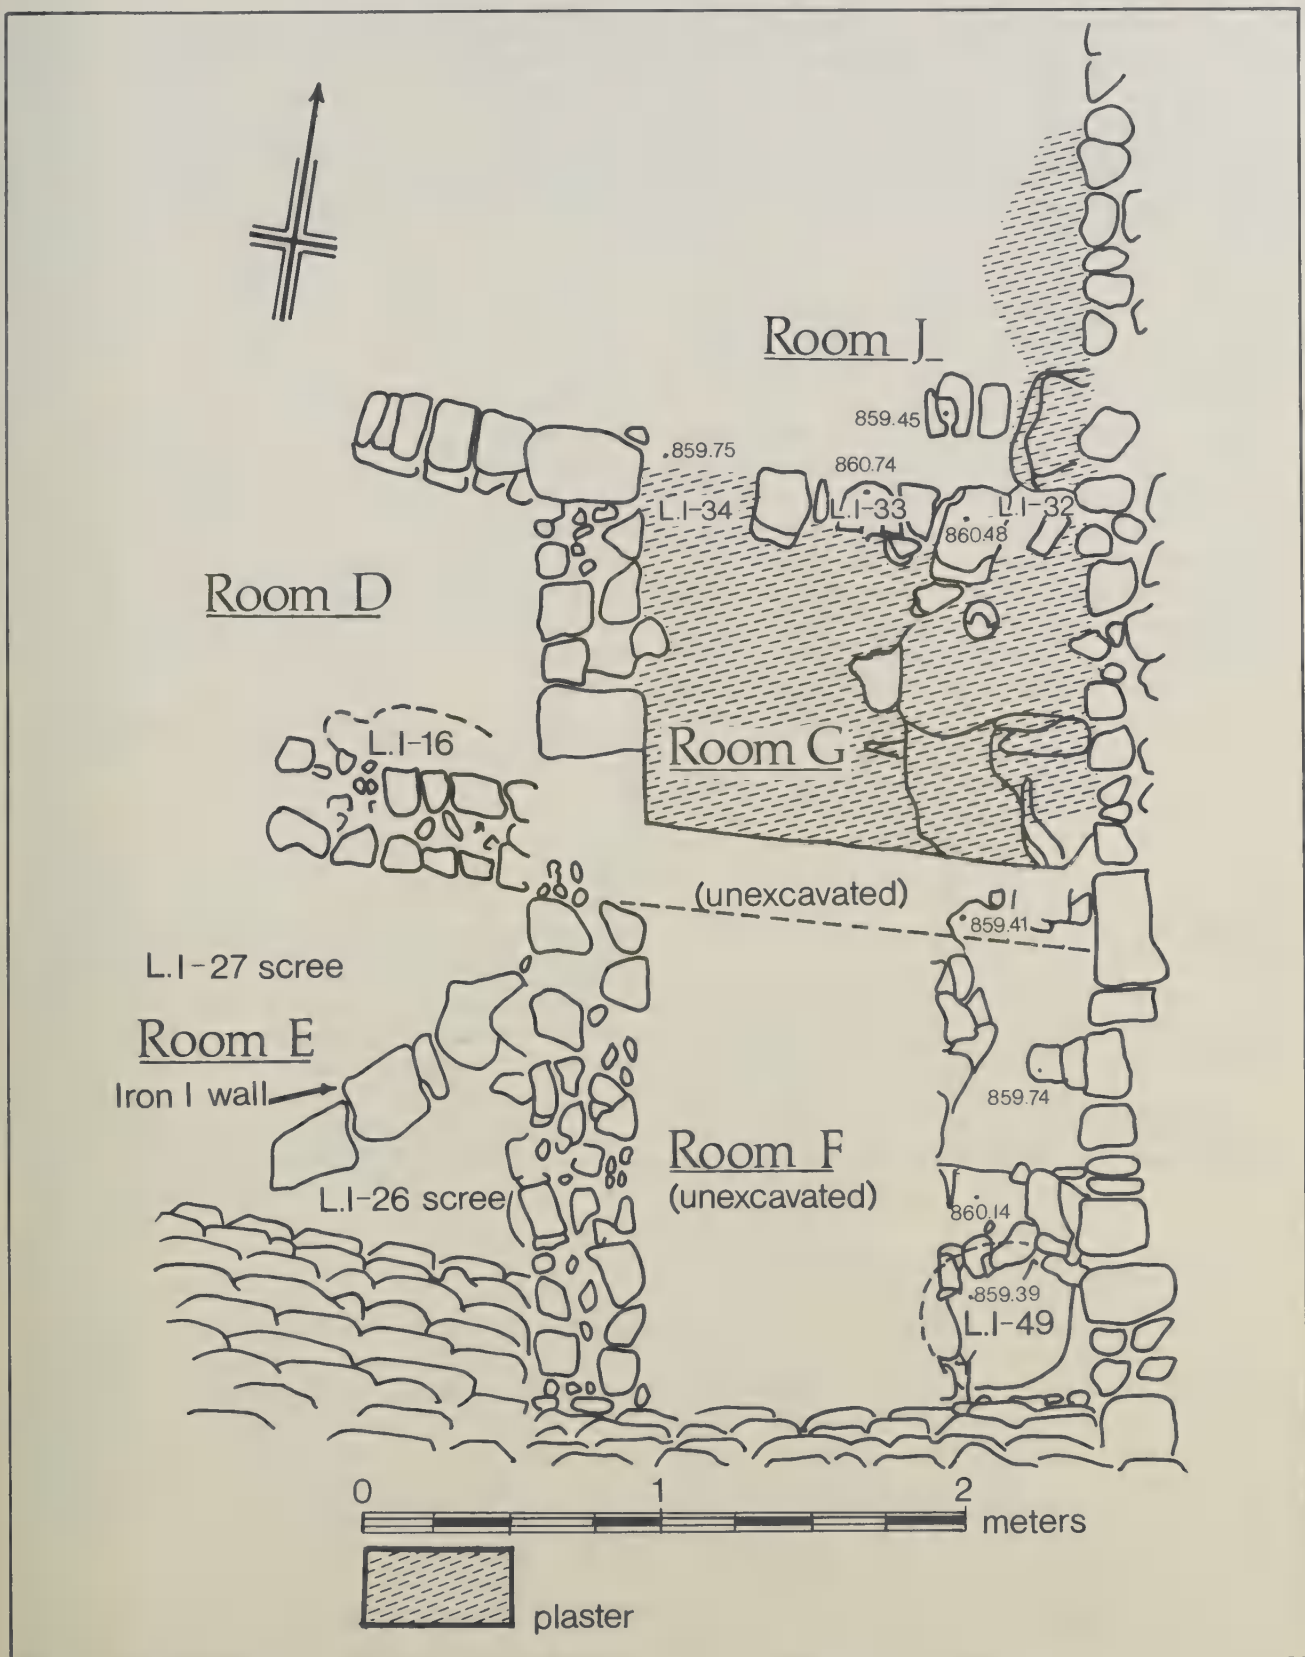 Room J
859.45
859.75
860.74
L.I-34
L.I-33
L.I-32
860.48
Room D
L.I-16
Room G
(unexcavated)
859.41
L.I-27 scree
Room E
Iron I wall
859.74
Room F
(unexcavated)
L.I-26 scree
860.14
859.39
L.I-49
0 1 2
meters
plaster